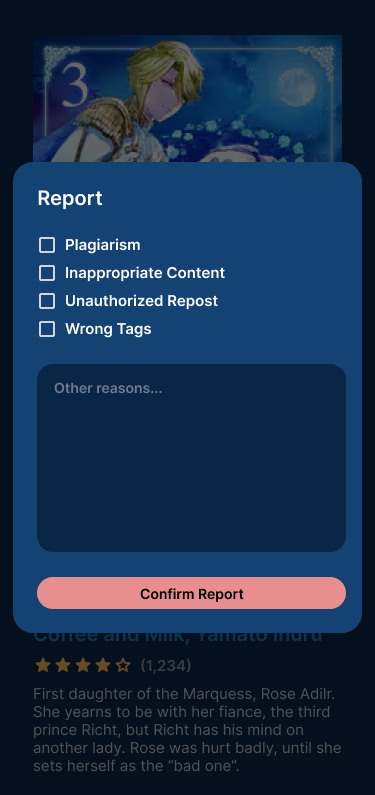 3
Report
Plagiarism
Inappropriate Content
Unauthorized Repost
Wrong Tags
Other reasons...
Confirm Report
Coffee and Milk, Yamato Inaru
(1,234)
First daughter of the Marquess, Rose Adilr.
She yearns to be with her fiance, the third
prince Richt, but Richt has his mind on
another lady. Rose was hurt badly, until she
sets herself as the “bad one”.